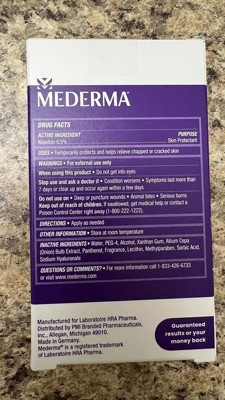 MEDERMA®
DRUG FACTS
ACTIVE INGREDIENT PURPOSE
Allantoin 0.5%... Skin Protectant
USES • Temporarily protects and helps relieve chapped or cracked skin
WARNINGS • For external use only
When using this product • Do not get into eyes
Stop use and ask a doctor if • Condition worsens • Symptoms last more than
7 days or clear up and occur again within a few days
Do not use on • Deep or puncture wounds • Animal bites • Serious burns
Keep out of reach of children. If swallowed, get medical help or contact a
Poison Control Center right away (1-800-222-1222).
DIRECTIONS • Apply as needed
OTHER INFORMATION • Store at room temperature
INACTIVE INGREDIENTS • Water, PEG-4, Alcohol, Xanthan Gum, Allium Cepa
(Onion) Bulb Extract, Panthenol, Fragrance, Lecithin, Methylparaben, Sorbic Acid,
Sodium Hyaluronate
QUESTIONS OR COMMENTS? • For more information call 1-833-426-6733
or visit www.mederma.com
Manufactured for Laboratoire HRA Pharma.
Distributed by PMI Branded Pharmaceuticals,
Inc., Allegan, Michigan 49010.
Made in Germany.
Mederma® is a registered trademark
of Laboratoire HRA Pharma.
Guaranteed
results or your
money back